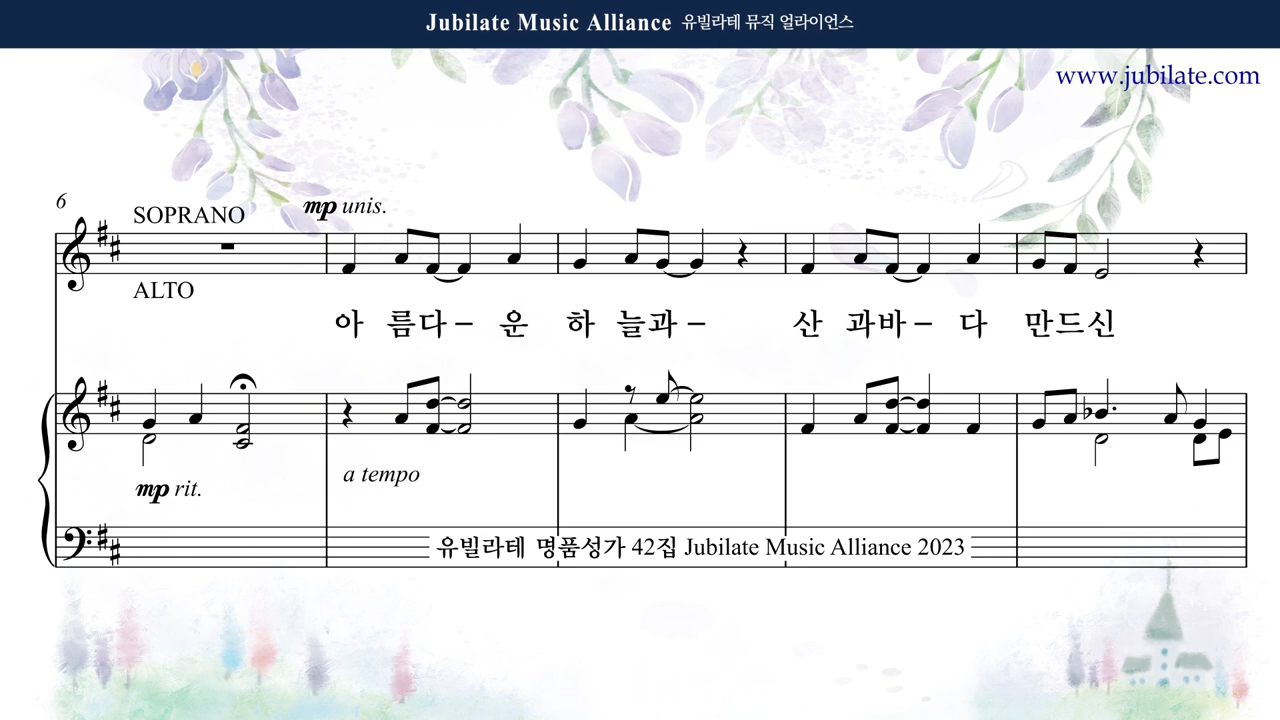 Jubilate Music Alliance 유빌라테 뮤직 얼라이언스
www.jubilate.com
6
SOPRANO
mp unis.
ALTO
아 름다– 운 하 늘과– 산 과바– 다 만드신
a tempo
mp rit.
유빌라테 명품성가 42집 Jubilate Music Alliance 2023